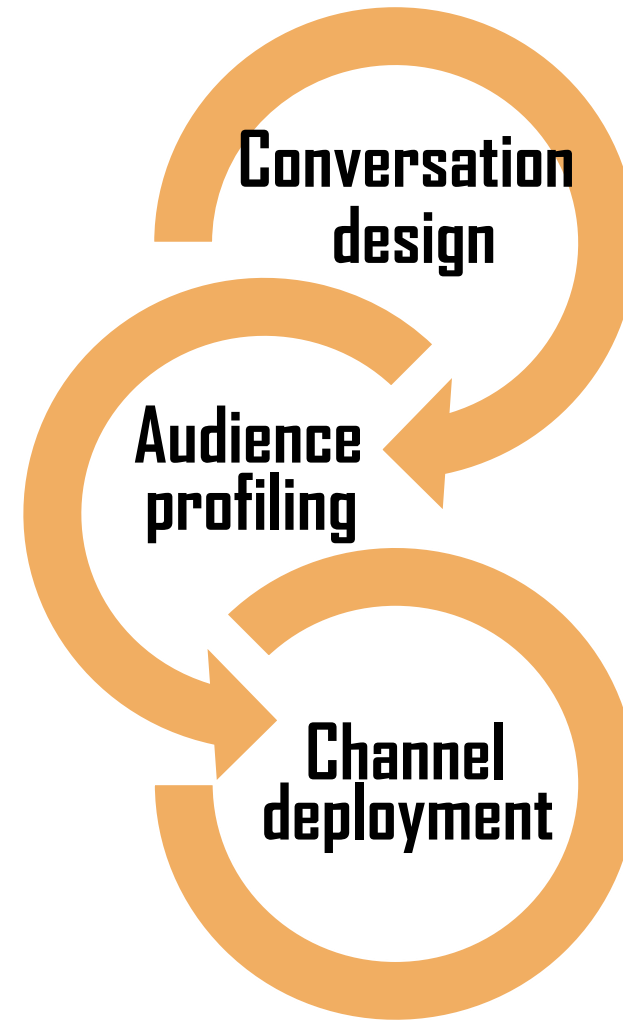 Conversation
design
Audience
profiling
Channel
deployment